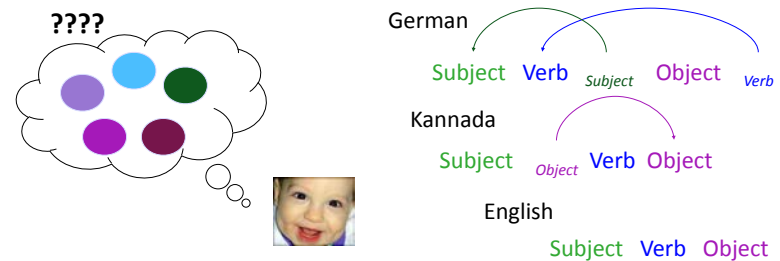 ????
German
Subject Verb Subject Object Verb
Kannada
Subject Object Verb Object
English
Subject Verb Object